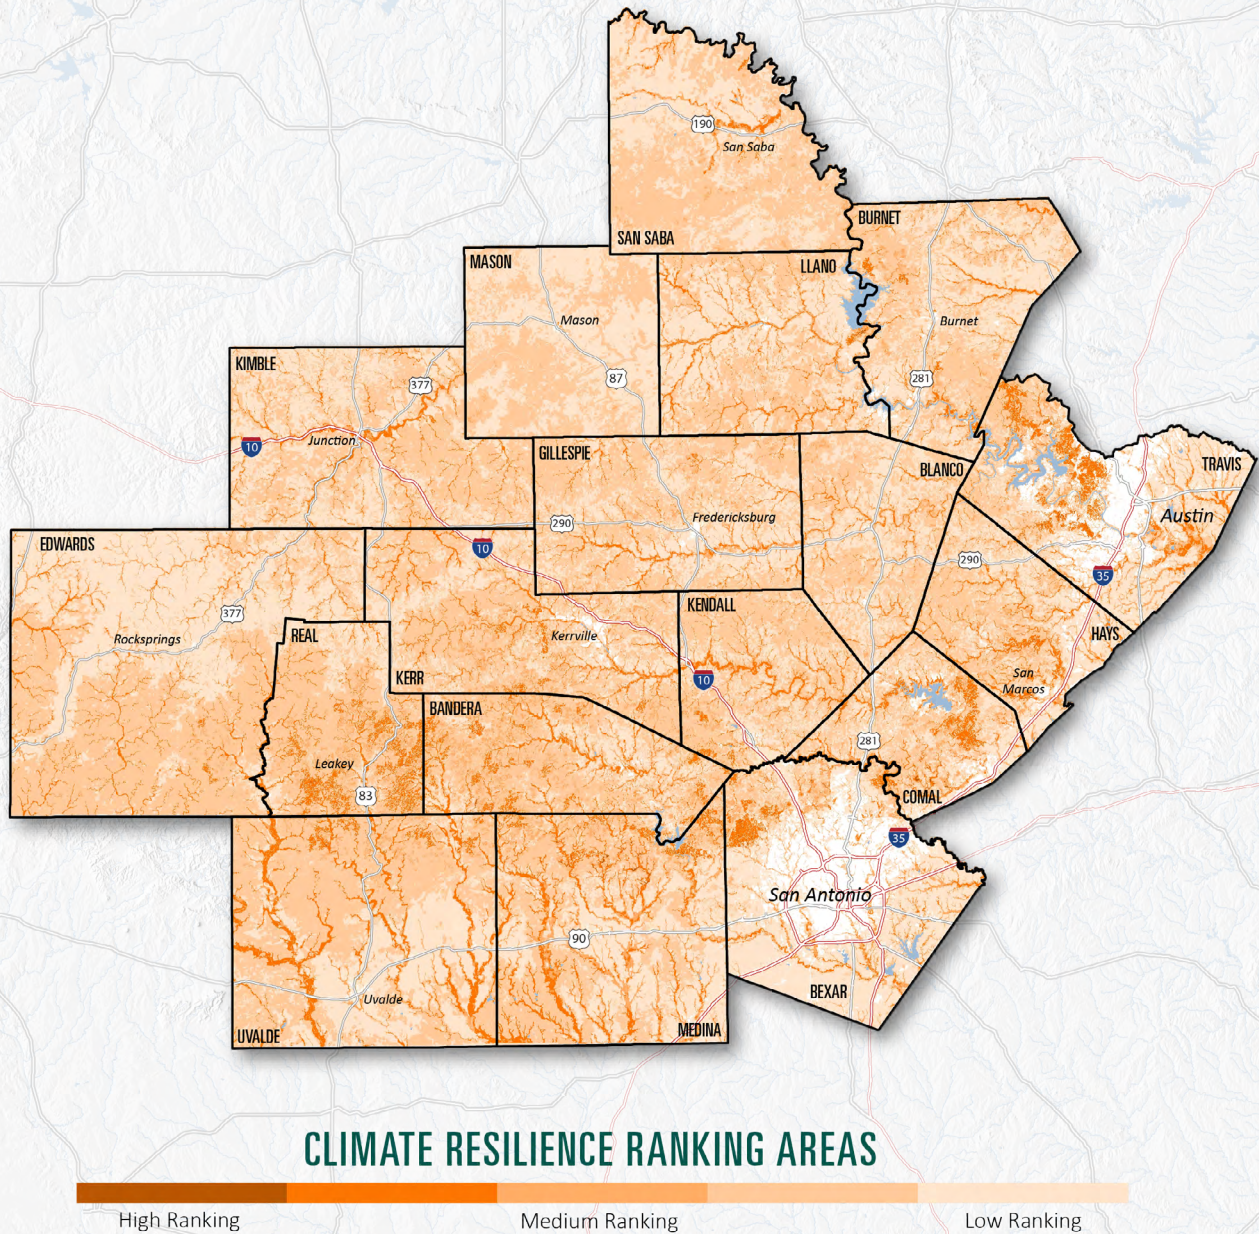 190
San Saba
SAN SABA
BURNET
MASON
LLANO
Mason
Burnet
KIMBLE
377
87
281
10
Junction
GILLESPIE
BLANCO
TRAVIS
290
Fredericksburg
Austin
EDWARDS
10
290
35
377
Rocksprings
REAL
KENDALL
Kerrville
HAYS
KERR
10
San
Marcos
BANDERA
281
Leakey
83
COMAL
35
San Antonio
90
Uvalde
BEXAR
UVALDE
MEDINA
CLIMATE RESILIENCE RANKING AREAS
High Ranking
Medium Ranking
Low Ranking